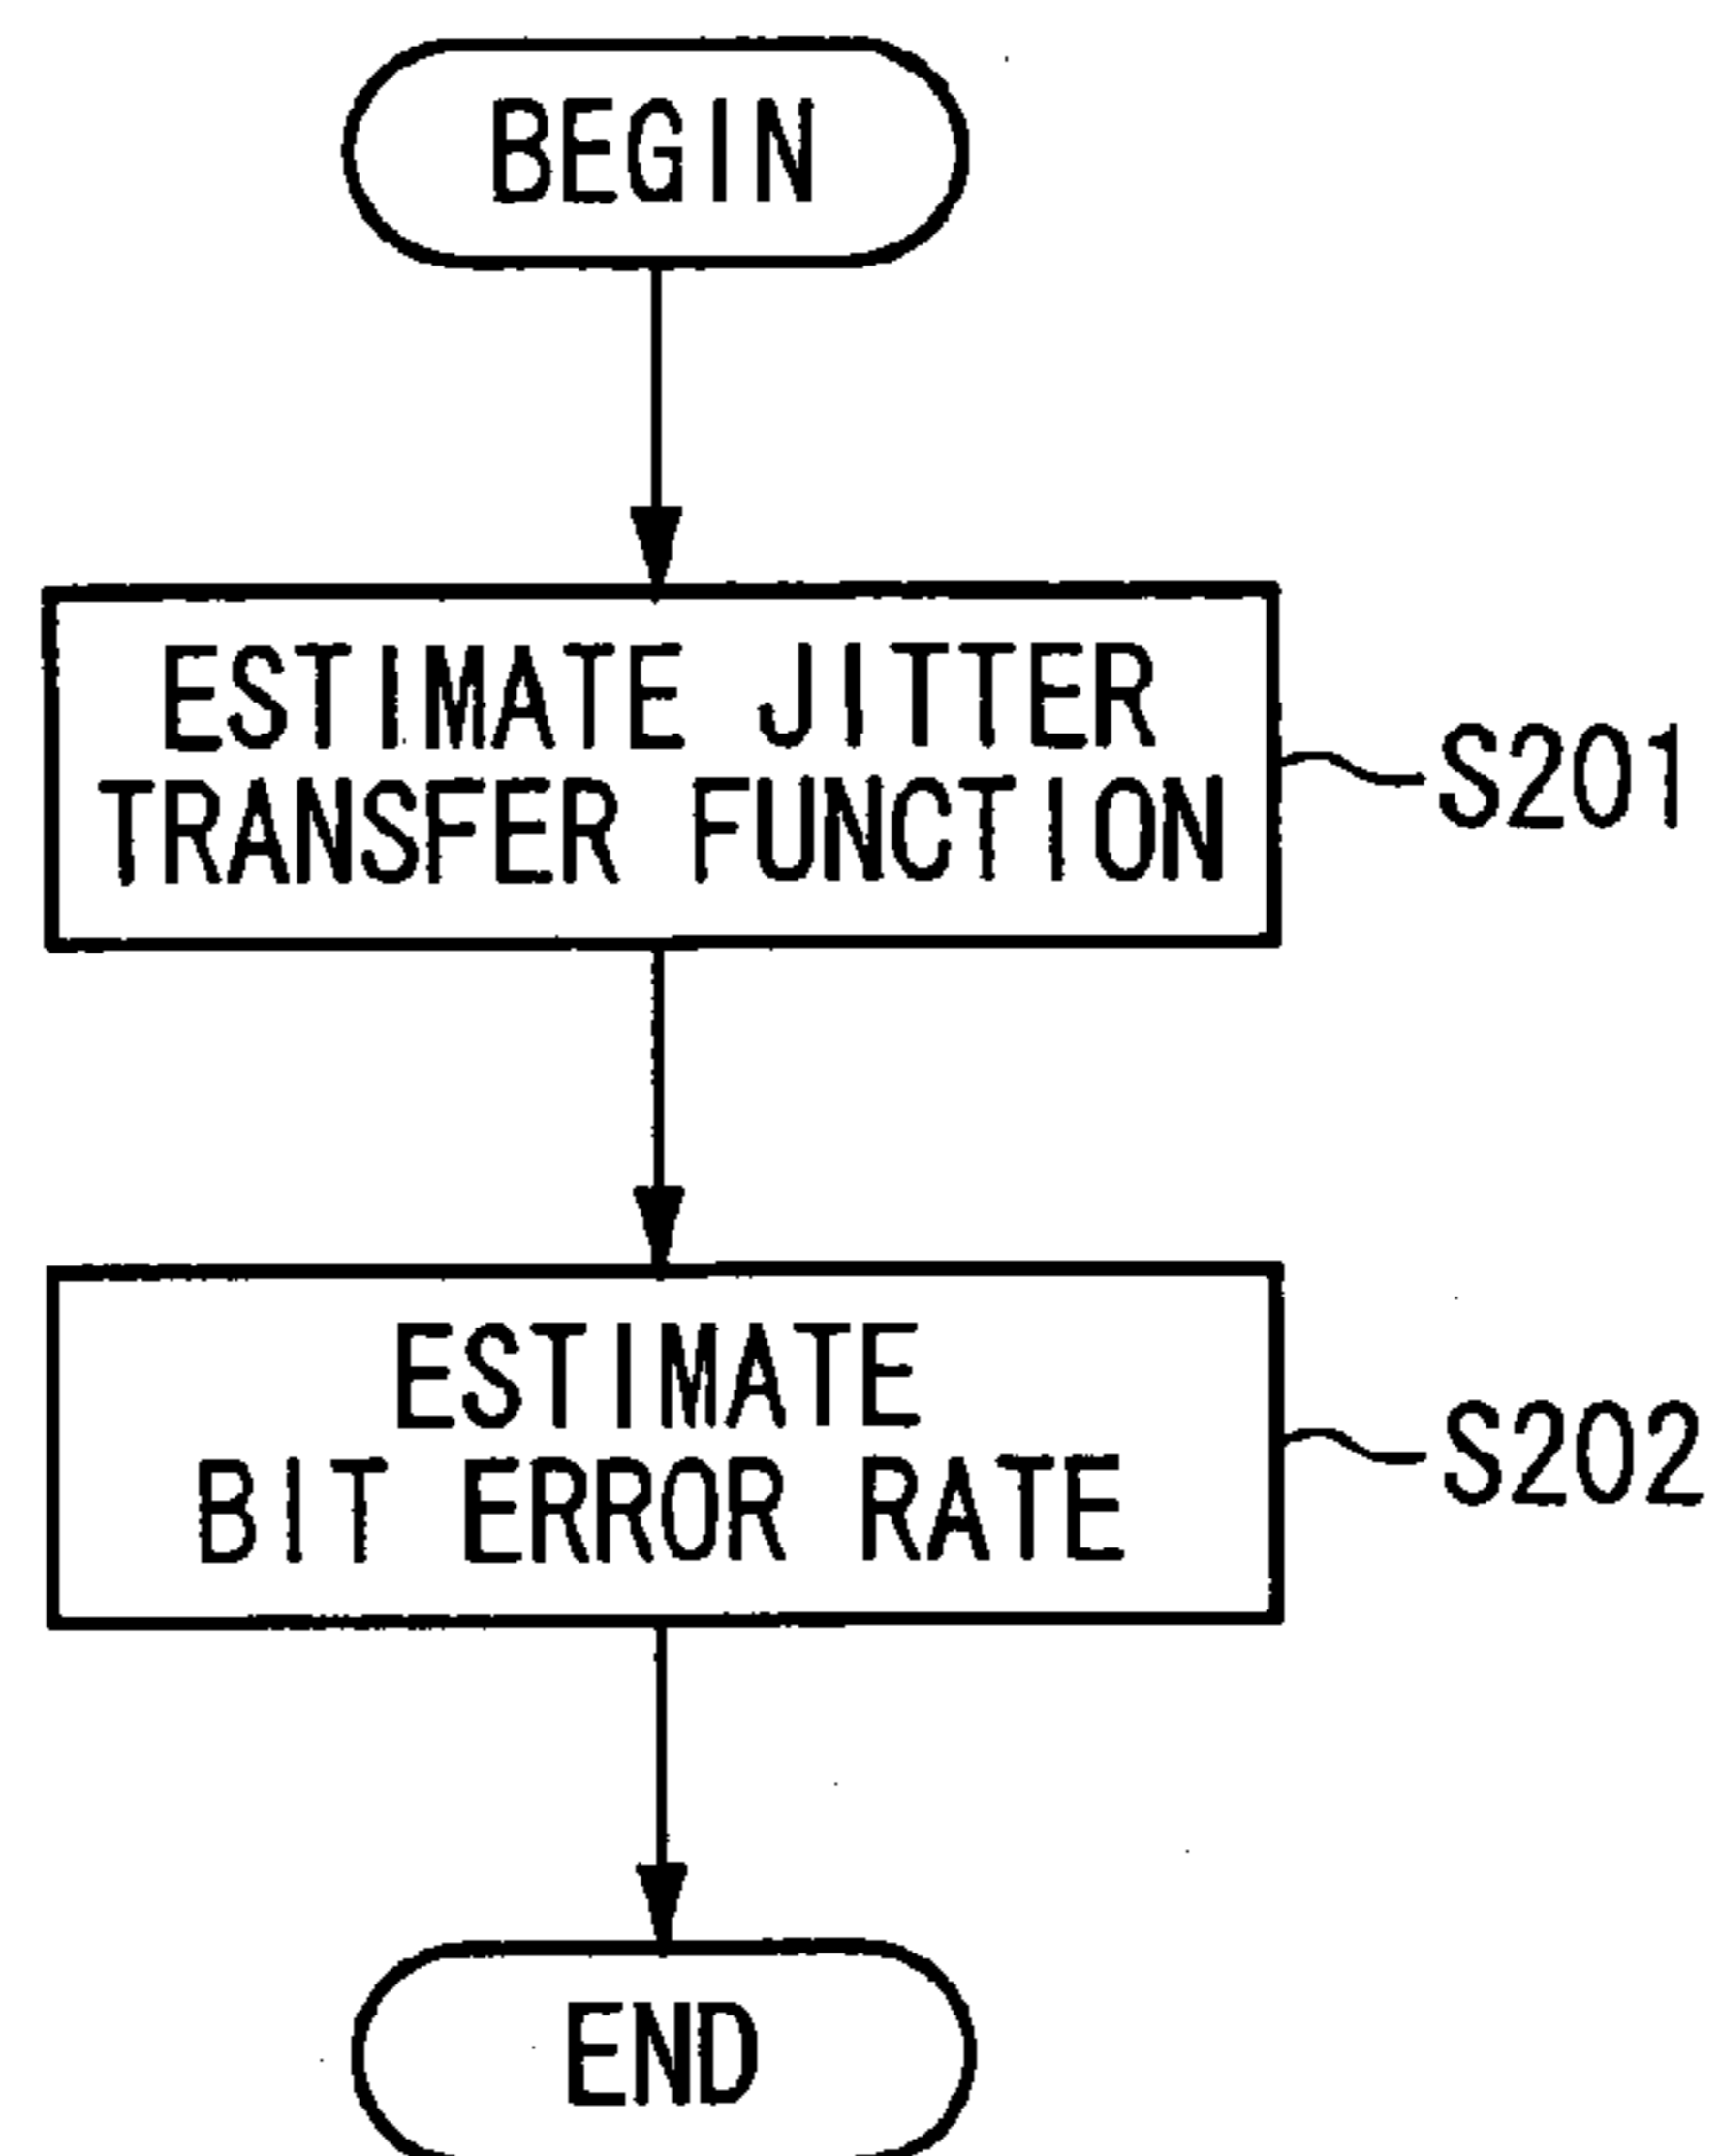 BEGIN
ESTIMATE JITTER
TRANSFER FUNCTION
S201
ESTIMATE
BIT ERROR RATE
S202
END